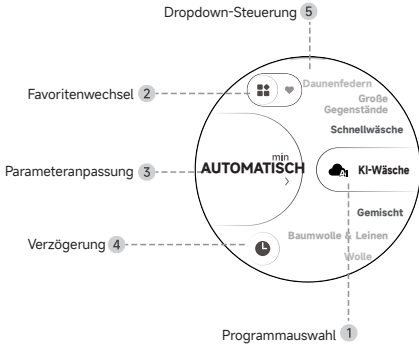 Dropdown-Steuerung 5
Favoritenwechsel 2
Daunenfedern
Große
Gegenstände
Schnellwäsche
Parameteranpassung 3
min
AUTOMATISCH
AI
KI-Wäsche
Gemischt
Verzögerung 4
Baumwolle & Leinen
Wolle
Programmauswahl 1